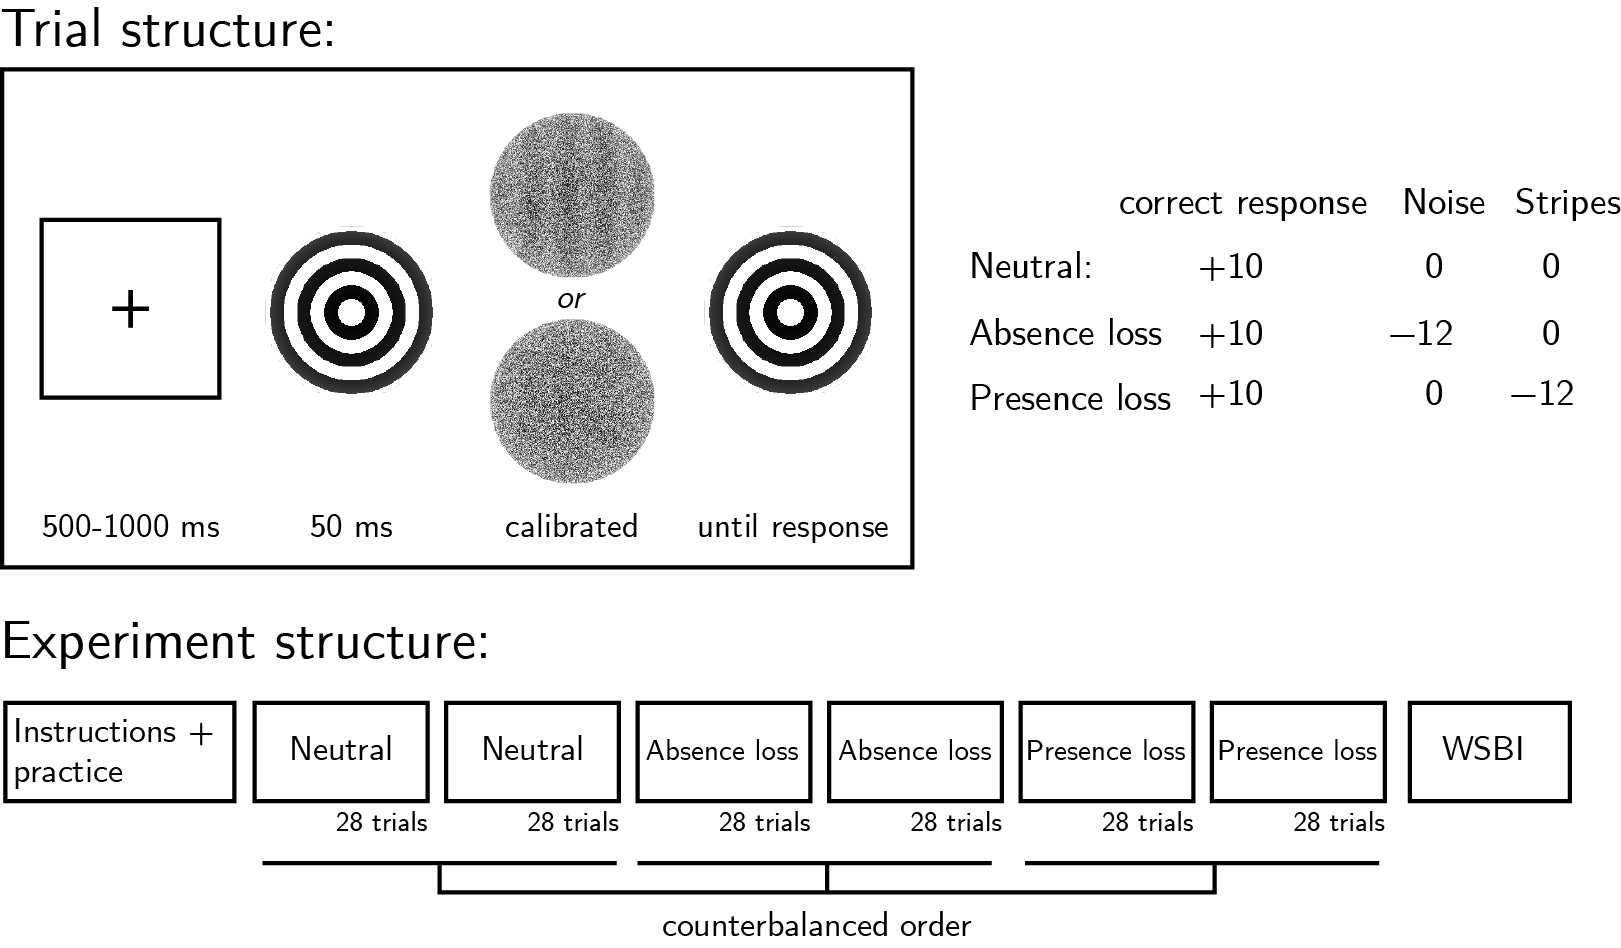 Trial structure:
+
or
500-1000 ms 50 ms calibrated until response
correct response Noise Stripes
Neutral: +10 0 0
Absence loss +10 −12 0
Presence loss +10 0 −12
Experiment structure:
Instructions +
practice
Neutral
Neutral
Absence loss
Absence loss
Presence loss
Presence loss
WSBI
28 trials 28 trials 28 trials 28 trials 28 trials 28 trials
counterbalanced order